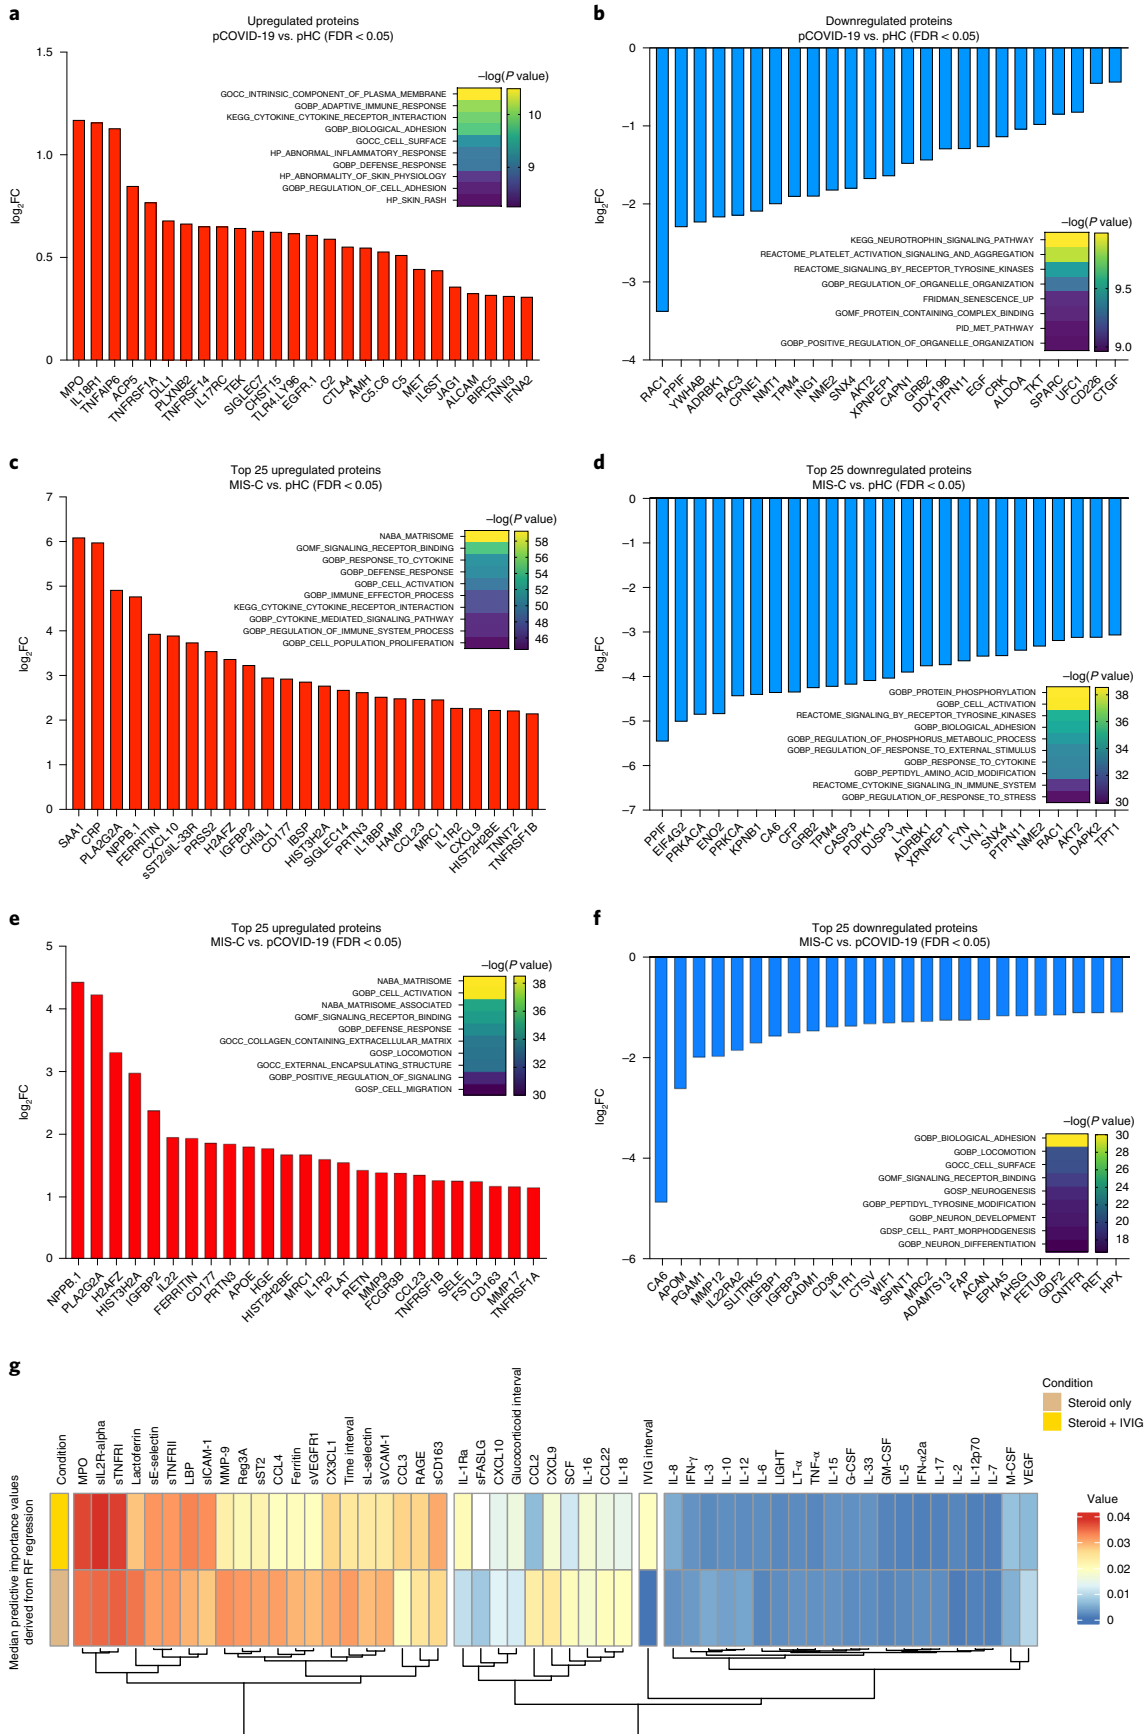 a
Upregulated proteins
pCOVID-19 vs. pHC (FDR < 0.05)
–log(P value)
1.5
1.0
0.5
0
log2FC
GOCC_INTRINSIC_COMPONENT_OF_PLASMA_MEMBRANE
GOBP_ADAPTIVE_IMMUNE_RESPONSE
KEGG_CYTOKINE_CYTOKINE_RECEPTOR_INTERACTION
GOBP_BIOLOGICAL_ADHESION
GOCC_CELL_SURFACE
HP_ABNORMAL_INFLAMMATORY_RESPONSE
GOBP_DEFENSE_RESPONSE
HP_ABNORMALITY_OF_SKIN_PHYSIOLOGY
GOBP_REGULATION_OF_CELL_ADHESION
HP_SKIN_RASH
10
9
MPO
IL18R1
TNFAIP6
ACP5
TNFRSF1A
DLL1
PLXNB2
TNFRSF14
IL17RC
TEK
SIGLEC7
CHST15
TLR4.LY96
EGFR.1
C2
CTLA4
AMH
C5.C6
C5
MET
IL6ST
JAG1
ALCAM
BIRC5
TNNI3
IFNA2
b
Downregulated proteins
pCOVID-19 vs. pHC (FDR < 0.05)
0
–1
–2
–3
–4
log2FC
–log(P value)
KEGG_NEUROTROPHIN_SIGNALING_PATHWAY
REACTOME_PLATELET_ACTIVATION_SIGNALING_AND_AGGREGATION
REACTOME_SIGNALING_BY_RECEPTOR_TYROSINE_KINASES
GOBP_REGULATION_OF_ORGANELLE_ORGANIZATION
FRIDMAN_SENESCENCE_UP
GOMF_PROTEIN_CONTAINING_COMPLEX_BINDING
PID_MET_PATHWAY
GOBP_POSITIVE_REGULATION_OF_ORGANELLE_ORGANIZATION
9.5
9.0
RAC1
PPIF
YWHAB
ADRBK1
RAC3
CPNE1
NMT1
TPM4
ING1
NME2
SNX4
AKT2
XPNPEP1
CAPN1
GRB2
DDX19B
PTPN11
EGF
CRK
ALDOA
TKT
SPARC
UFC1
CD226
CTGF
c
Top 25 upregulated proteins
MIS-C vs. pHC (FDR < 0.05)
7
6
5
4
3
2
1
0
log2FC
–log(P value)
NABA_MATRISOME
GOMF_SIGNALING_RECEPTOR_BINDING
GOBP_RESPONSE_TO_CYTOKINE
GOBP_DEFENSE_RESPONSE
GOBP_CELL_ACTIVATION
GOBP_IMMUNE_EFFECTOR_PROCESS
KEGG_CYTOKINE_CYTOKINE_RECEPTOR_INTERACTION
GOBP_CYTOKINE_MEDIATED_SIGNALING_PATHWAY
GOBP_REGULATION_OF_IMMUNE_SYSTEM_PROCESS
GOBP_CELL_POPULATION_PROLIFERATION
58
56
54
52
50
48
46
SAA1
CRP
PLA2G2A
NPPB.1
FERRITIN
CXCL10
sST2/sIL-33R
PRSS2
H2AFZ
IGFBP2
CHI3L1
CD177
IBSP
HIST3H2A
SIGLEC14
PRTN3
IL18BP
HAMP
CCL23
MRC1
IL1R2
CXCL9
HIST2H2BE
TNNT2
TNFRSF1B
d
Top 25 downregulated proteins
MIS-C vs. pHC (FDR < 0.05)
0
–1
–2
–3
–4
–5
–6
–7
log2FC
–log(P value)
GOBP_PROTEIN_PHOSPHORYLATION
GOBP_CELL_ACTIVATION
REACTOME_SIGNALING_BY_RECEPTOR_TYROSINE_KINASES
GOBP_BIOLOGICAL_ADHESION
GOBP_REGULATION_OF_PHOSPHORUS_METABOLIC_PROCESS
GOBP_REGULATION_OF_RESPONSE_TO_EXTERNAL_STIMULUS
GOBP_RESPONSE_TO_CYTOKINE
GOBP_PEPTIDYL_AMINO_ACID_MODIFICATION
REACTOME_CYTOKINE_SIGNALING_IN_IMMUNE_SYSTEM
GOBP_REGULATION_OF_RESPONSE_TO_STRESS
38
36
34
32
30
PPIF
EIF4G2
PRKACA
ENO2
PRKCA
KPNB1
CA6
CFP
GRB2
TPM4
CASP3
PDPK1
DUSP3
LYN
ADRBK1
XPNPEP1
FYN
LYN.1
SNX4
PTPN11
NME2
RAC1
AKT2
DAPK2
TPT1
e
Top 25 upregulated proteins
MIS-C vs. pCOVID-19 (FDR < 0.05)
5
4
3
2
1
0
log2FC
–log(P value)
NABA_MATRISOME
GOBP_CELL_ACTIVATION
NABA_MATRISOME_ASSOCIATED
GOMF_SIGNALING_RECEPTOR_BINDING
GOBP_DEFENSE_RESPONSE
GOCC_COLLAGEN_CONTAINING_EXTRACELLULAR_MATRIX
GOSP_LOCOMOTION
GOCC_EXTERNAL_ENCAPSULATING_STRUCTURE
GOBP_POSITIVE_REGULATION_OF_SIGNALING
GOSP_CELL_MIGRATION
38
36
34
32
30
NPPB.1
PLA2G2A
H2AFZ
HIST3H2A
IGFBP2
IL22
FERRITIN
CD177
PRTN3
APOE
HGE
HIST2H2BE
MRC1
IL1R2
PLAT
RETN
MMP9
FCGR3B
CCL23
TNFRSF1B
SELE
FSTL3
CD163
MMP17
TNFRSF1A
f
Top 25 downregulated proteins
MIS-C vs. pCOVID-19 (FDR < 0.05)
0
–2
–4
–6
log2FC
–log(P value)
GOBP_BIOLOGICAL_ADHESION
GOBP_LOCOMOTION
GOCC_CELL_SURFACE
GOMF_SIGNALING_RECEPTOR_BINDING
GOSP_NEUROGENESIS
GOBP_PEPTIDYL_TYROSINE_MODIFICATION
GOBP_NEURON_DEVELOPMENT
GDSP_CELL_PART_MORPHODGENESIS
GOBP_NEURON_DIFFERENTIATION
30
28
26
24
22
20
18
CA6
APOM
PGAM1
MMP12
IL22RA2
SLITRK5
IGFBP1
IGFBP3
CADM1
CD36
IL1R1
CTSV
WIF1
SPINT1
MRC2
ADAMTS13
FAP
ACAN
EPHA5
AHSG
FETUB
GDF2
CNTFR
RET
HPX
g
Condition
Steroid only
Steroid + IVIG
Median predictive importance values
derived from RF regression
Condition
MPO
sIL2R-alpha
sTNFRI
Lactoferrin
sE-selectin
sTNFRII
LBP
sICAM-1
MMP-9
Reg3A
sST2
CCL4
Ferritin
sVEGFR1
CX3CL1
Time interval
sL-selectin
sVCAM-1
CCL3
RAGE
sCD163
IL-1Ra
sFASLG
CXCL10
Glucocorticoid interval
CCL2
CXCL9
SCF
IL-16
CCL22
IL-18
IVIG interval
IL-8
IFN-γ
IL-3
IL-10
IL-12
IL-6
LIGHT
LT-α
TNF-α
IL-15
G-CSF
IL-33
GM-CSF
IL-5
IFN-α2a
IL-17
IL-2
IL-12p70
IL-7
M-CSF
VEGF
Value
0.04
0.03
0.02
0.01
0